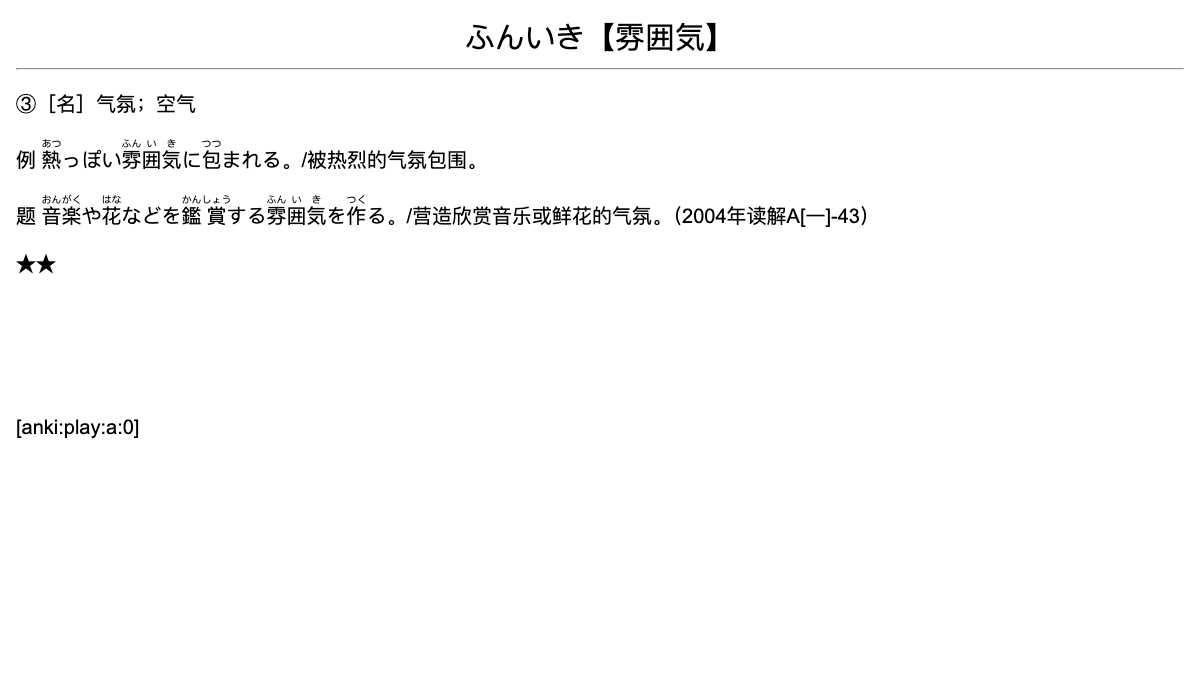 ふんいき【雰囲気】
③［名］气氛；空气
あつ ふん い き つつ
例 熱っぽい雰囲気に包まれる。/被热烈的气氛包围。
おんがく はな かんしょう ふん い き つく
题 音楽や花などを鑑賞する雰囲気を作る。/营造欣赏音乐或鲜花的气氛。（2004年读解A[一]-43）
★★
[anki:play:a:0]